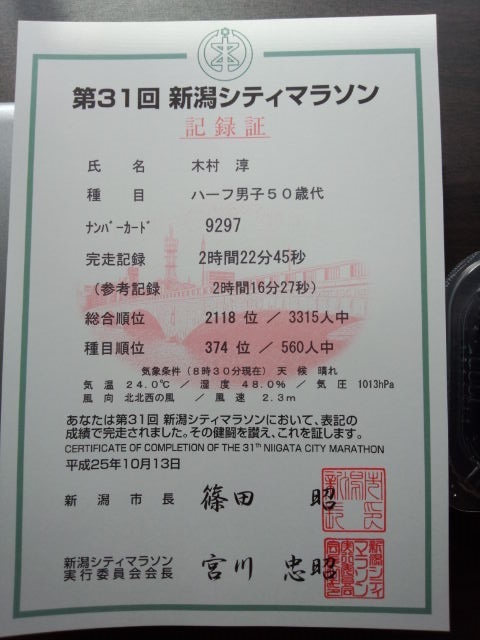 第31回 新潟シティマラソン
記録証
氏 名 木村 淳
種 目 ハーフ男子50歳代
ナンバーカード 9297
完走記録 2時間22分45秒
(参考記録 2時間16分27秒)
総合順位 2118 位 / 3315人中
種目順位 374 位 / 560人中
気象条件(8時30分現在) 天 候 晴れ
気 温 24.0℃ / 湿 度 48.0% / 気 圧 1013hPa
風 向 北北西の風 / 風 速 2.3m
あなたは第31回 新潟シティマラソンにおいて、表記の
成績で完走されました。その健闘を讃え、これを証します。
CERTIFICATE OF COMPLETION OF THE 31TH NIIGATA CITY MARATHON
平成25年10月13日
新 潟 市 長 篠田 昭
新潟シティマラソン
実行委員会会長 宮川 忠昭